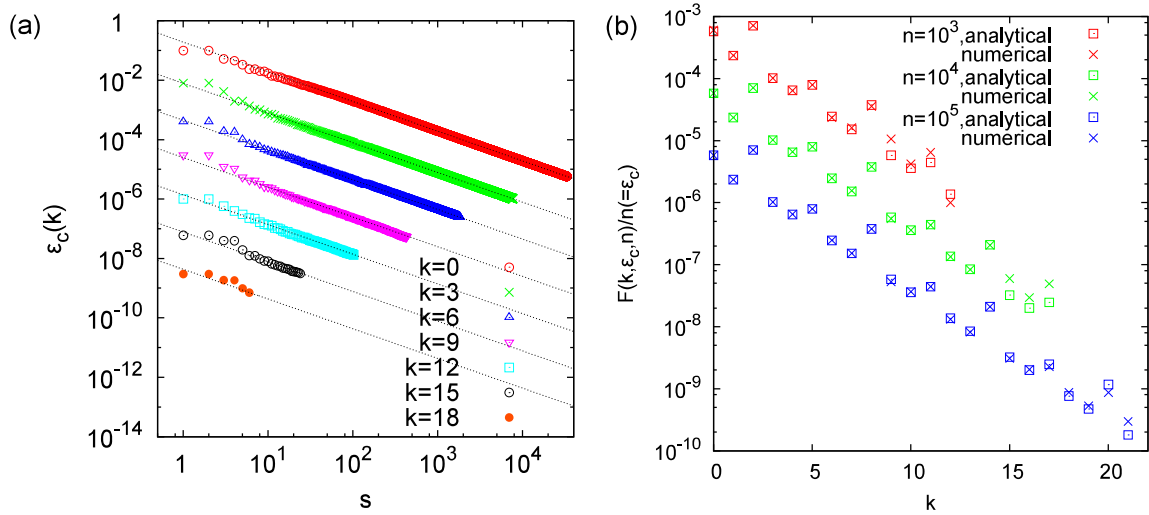 (a)
ε_c(k)
1
10^-2
10^-4
10^-6
10^-8
10^-10
10^-12
10^-14
1
10^1
10^2
10^3
10^4
s
k=0
k=3
k=6
k=9
k=12
k=15
k=18
(b)
F(k,ε_c,n)/n(=ε_c)
10^-3
10^-4
10^-5
10^-6
10^-7
10^-8
10^-9
10^-10
0
5
10
15
20
k
n=10^3,analytical
numerical
n=10^4,analytical
numerical
n=10^5,analytical
numerical